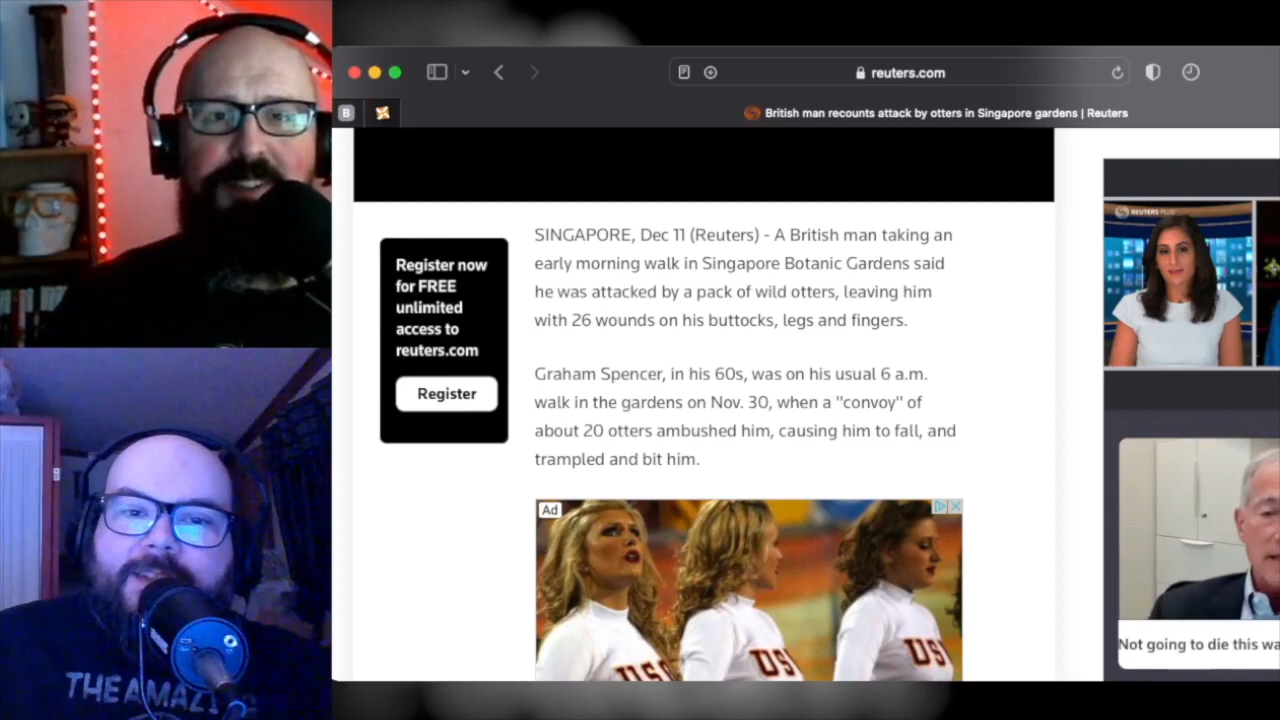 reuters.com
B
British man recounts attack by otters in Singapore gardens | Reuters
REUTERS PLUS
SINGAPORE, Dec 11 (Reuters) - A British man taking an
early morning walk in Singapore Botanic Gardens said
he was attacked by a pack of wild otters, leaving him
with 26 wounds on his buttocks, legs and fingers.
Register now
for FREE
unlimited
access to
reuters.com
Register
Graham Spencer, in his 60s, was on his usual 6 a.m.
walk in the gardens on Nov. 30, when a "convoy" of
about 20 otters ambushed him, causing him to fall, and
trampled and bit him.
Ad
USC
US
US
Not going to die this wa
THE AMAZ